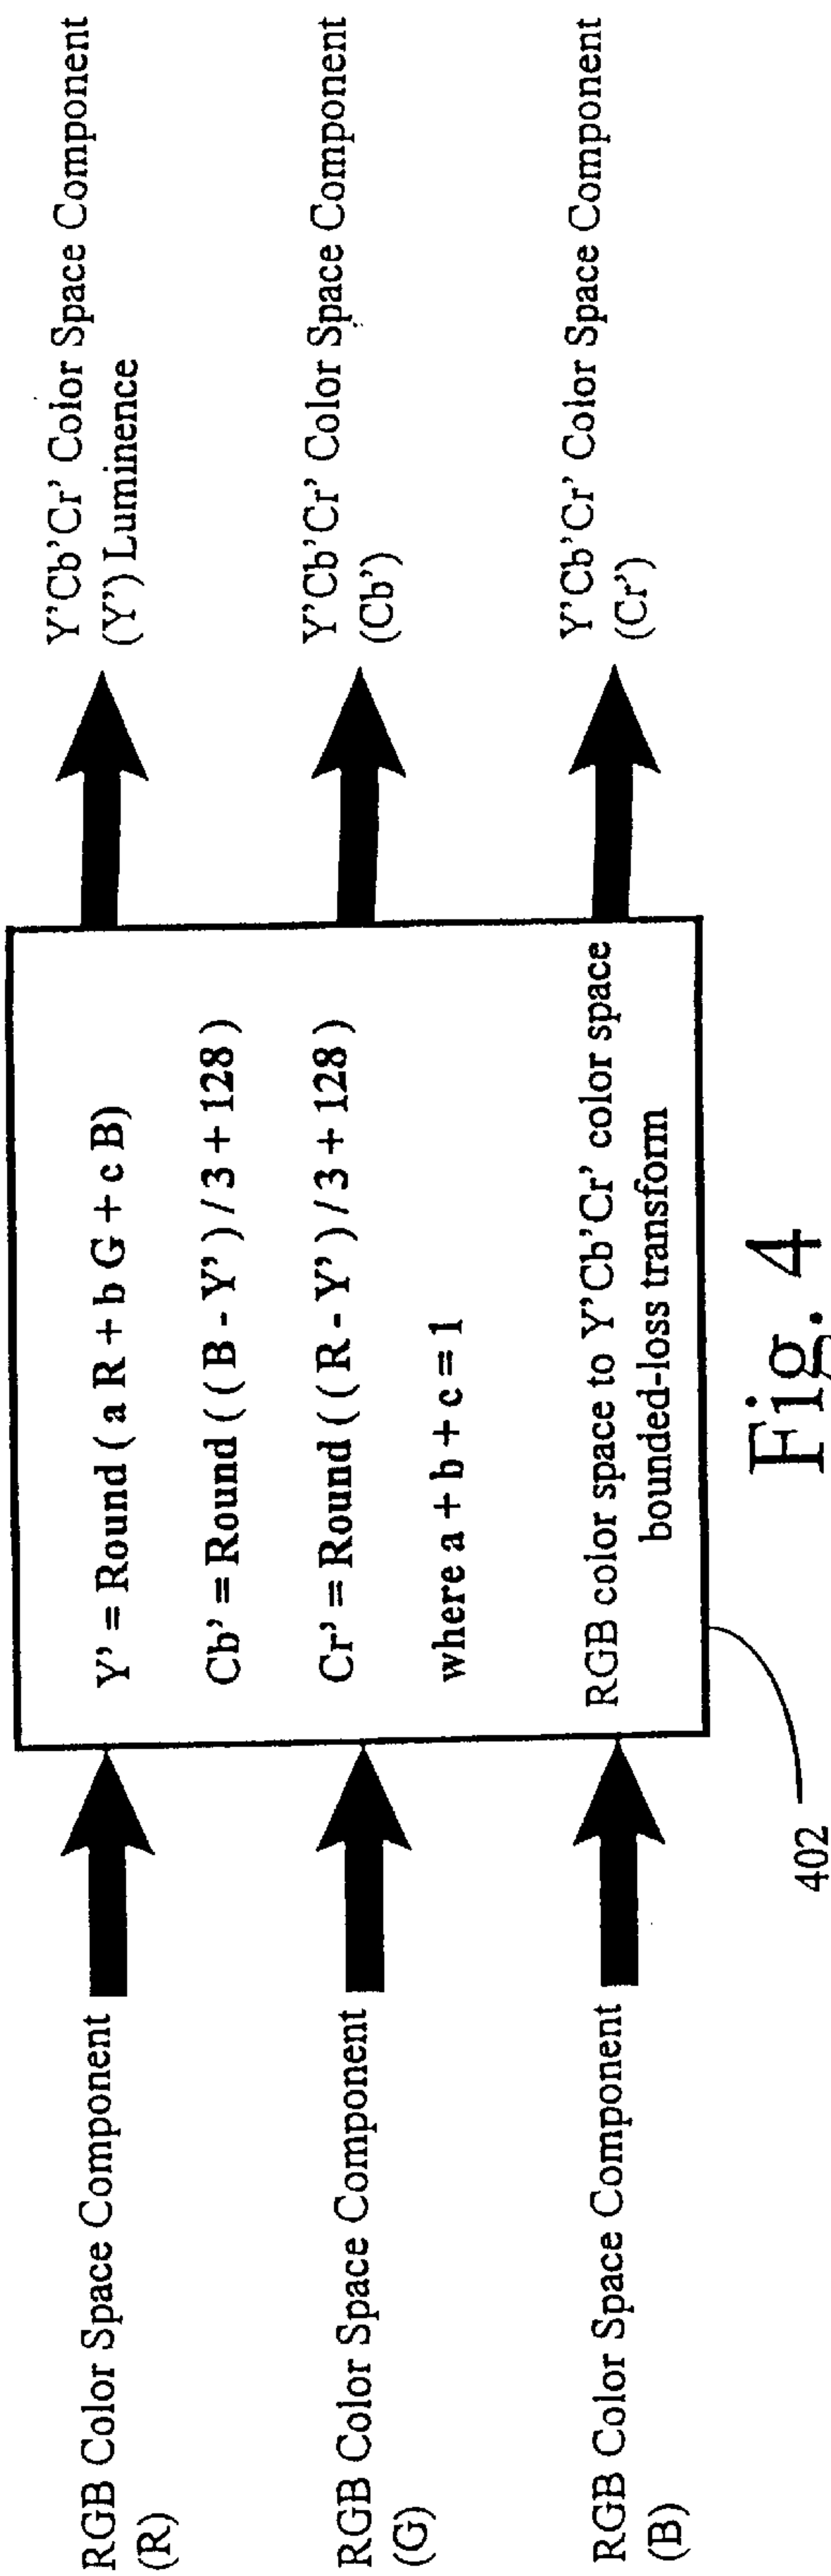 RGB Color Space Component
(R)
RGB Color Space Component
(G)
RGB Color Space Component
(B)
Y' = Round ( a R + b G + c B)
Cb' = Round ( ( B - Y' ) / 3 + 128 )
Cr' = Round ( ( R - Y' ) / 3 + 128 )
where a + b + c = 1
RGB color space to Y'Cb'Cr' color space
bounded-loss transform
Y'Cb'Cr' Color Space Component
(Y') Luminence
Y'Cb'Cr' Color Space Component
(Cb')
Y'Cb'Cr' Color Space Component
(Cr')
402
Fig. 4